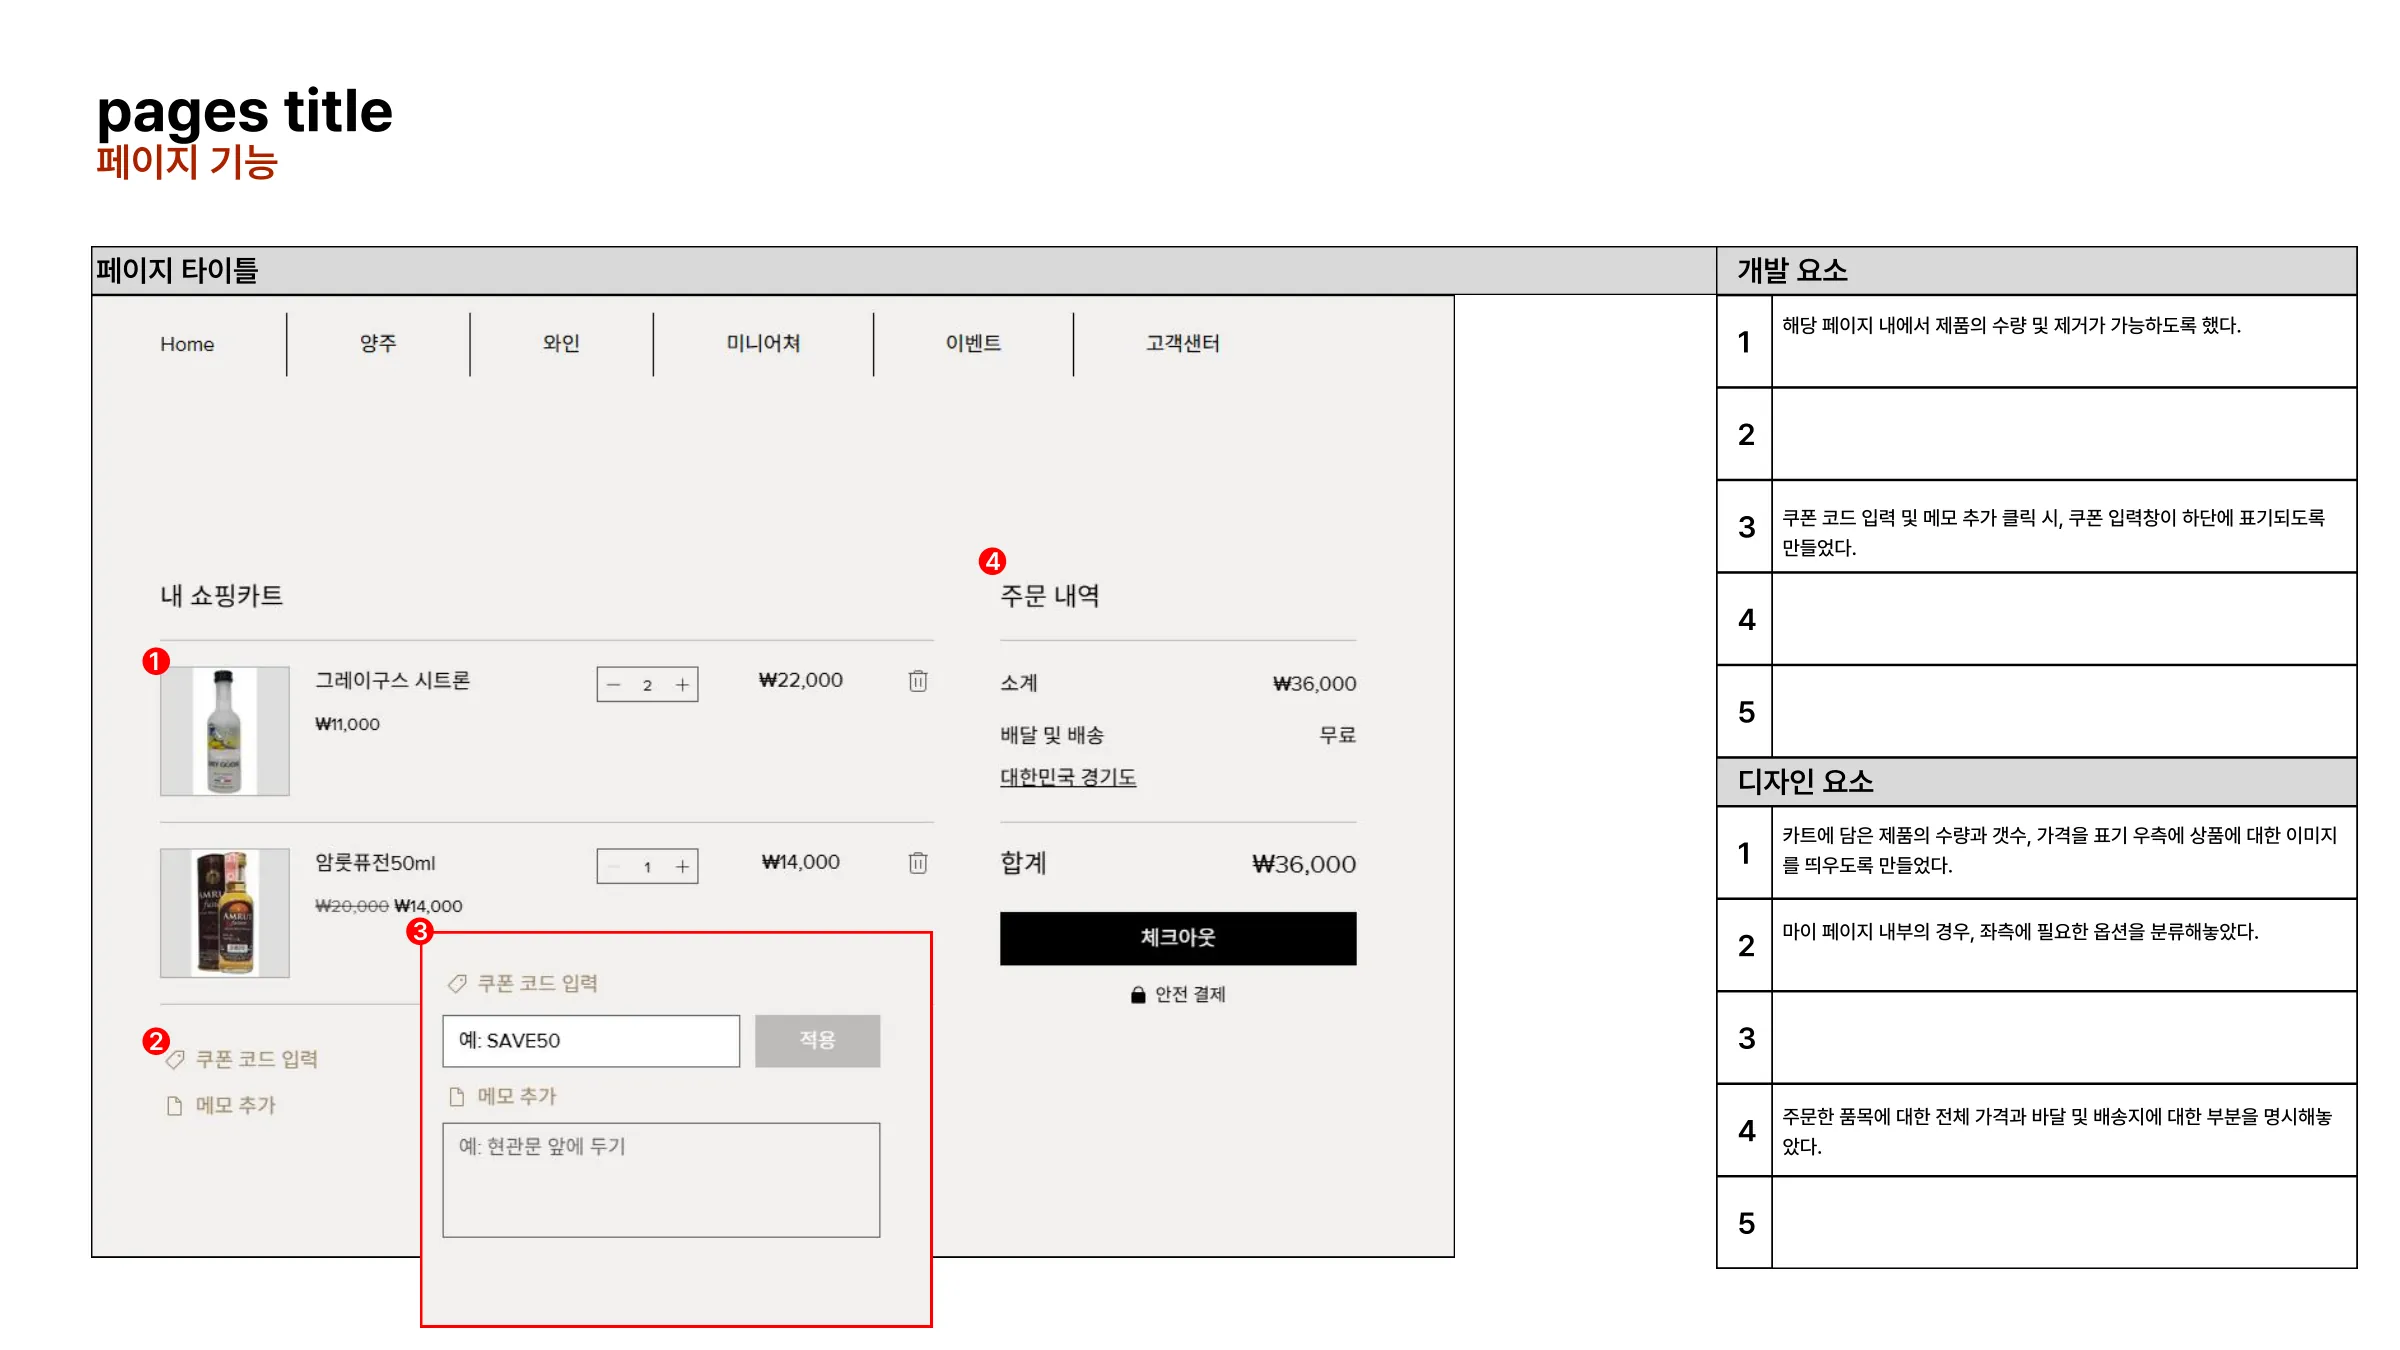 pages title
페이지 기능
페이지 타이틀
Home
양주
와인
미니어쳐
이벤트
고객샌터
내 쇼핑카트
1
그레이구스 시트론
₩11,000
2
₩22,000
암룻퓨전50ml
₩20,000 ₩14,000
1
₩14,000
2
쿠폰 코드 입력
메모 추가
3
쿠폰 코드 입력
예: SAVE50
적용
메모 추가
예: 현관문 앞에 두기
4
주문 내역
소계
₩36,000
배달 및 배송
무료
대한민국 경기도
합계
₩36,000
체크아웃
안전 결제
개발 요소
1
해당 페이지 내에서 제품의 수량 및 제거가 가능하도록 했다.
2
3
쿠폰 코드 입력 및 메모 추가 클릭 시, 쿠폰 입력창이 하단에 표기되도록
만들었다.
4
5
디자인 요소
1
카트에 담은 제품의 수량과 갯수, 가격을 표기 우측에 상품에 대한 이미지
를 띄우도록 만들었다.
2
마이 페이지 내부의 경우, 좌측에 필요한 옵션을 분류해놓았다.
3
4
주문한 품목에 대한 전체 가격과 바달 및 배송지에 대한 부분을 명시해놓
았다.
5